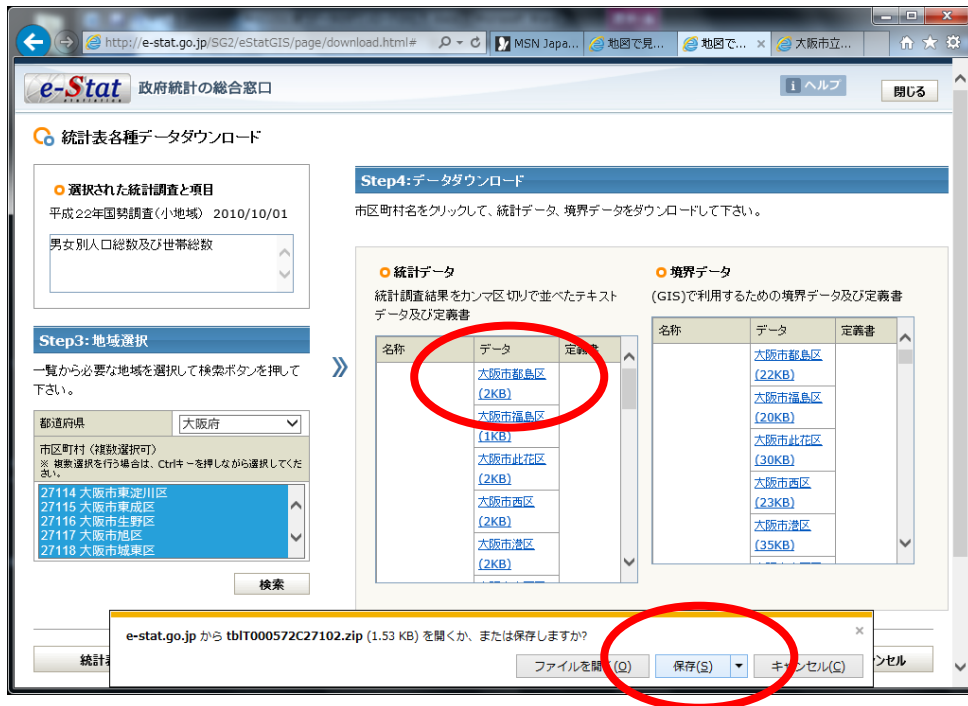 http://e-stat.go.jp/SG2/eStatGIS/page/download.html#
MSN Japa...
地図で見...
地図で...
大阪市立...
e-Stat
政府統計の総合窓口
ヘルプ
閉じる
統計表各種データダウンロード
選択された統計調査と項目
平成22年国勢調査(小地域) 2010/10/01
男女別人口総数及び世帯総数
Step3:地域選択
一覧から必要な地域を選択して検索ボタンを押して
下さい。
都道府県
大阪府
市区町村(複数選択可)
※ 複数選択を行う場合は、Ctrlキーを押しながら選択してくだ
さい。
27114 大阪市東淀川区
27115 大阪市東成区
27116 大阪市生野区
27117 大阪市旭区
27118 大阪市城東区
検索
Step4:データダウンロード
市区町村名をクリックして、統計データ、境界データをダウンロードして下さい。
統計データ
統計調査結果をカンマ区切りで並べたテキスト
データ及び定義書
名称 データ 定義書
大阪市都島区
(2KB)
大阪市福島区
(1KB)
大阪市此花区
(2KB)
大阪市西区
(2KB)
大阪市港区
(2KB)
境界データ
(GIS)で利用するための境界データ及び定義書
名称 データ 定義書
大阪市都島区
(22KB)
大阪市福島区
(20KB)
大阪市此花区
(30KB)
大阪市西区
(23KB)
大阪市港区
(35KB)
e-stat.go.jp から tblT000572C27102.zip (1.53 KB) を開くか、または保存しますか?
ファイルを開く(O)
保存(S)
キャンセル(C)
統計
ンセル